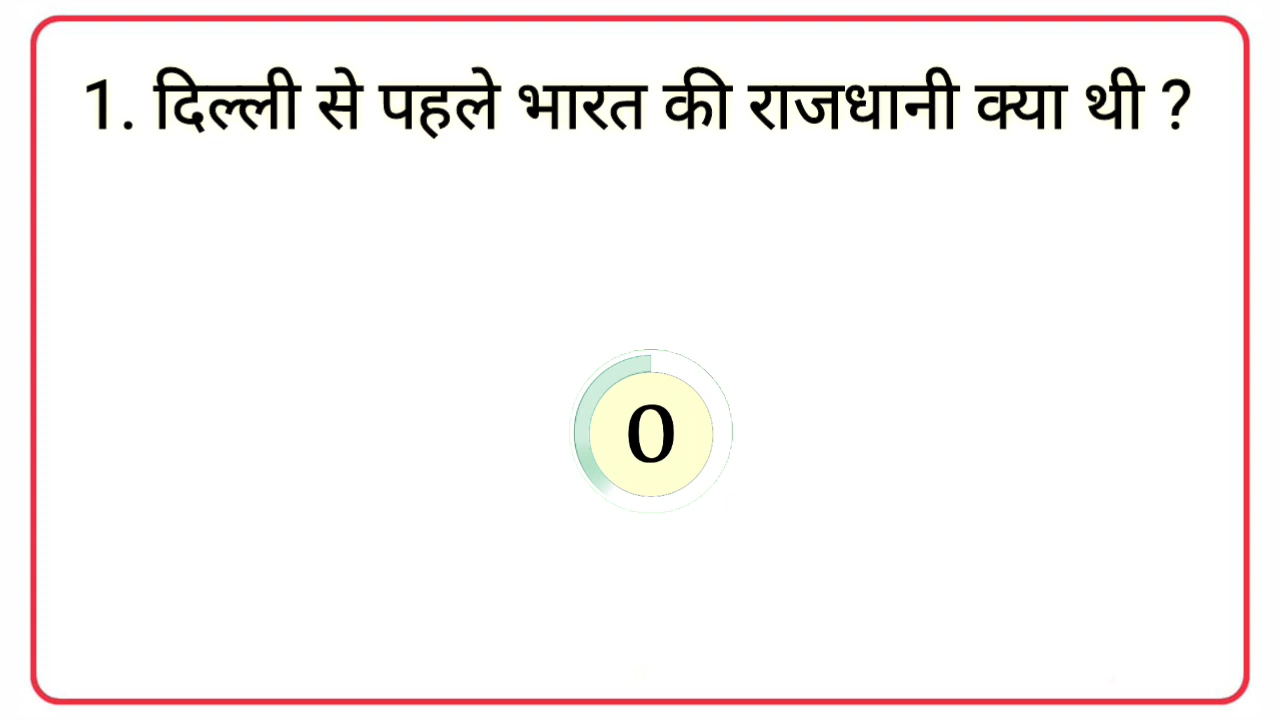 1. दिल्ली से पहले भारत की राजधानी क्या थी ?
0